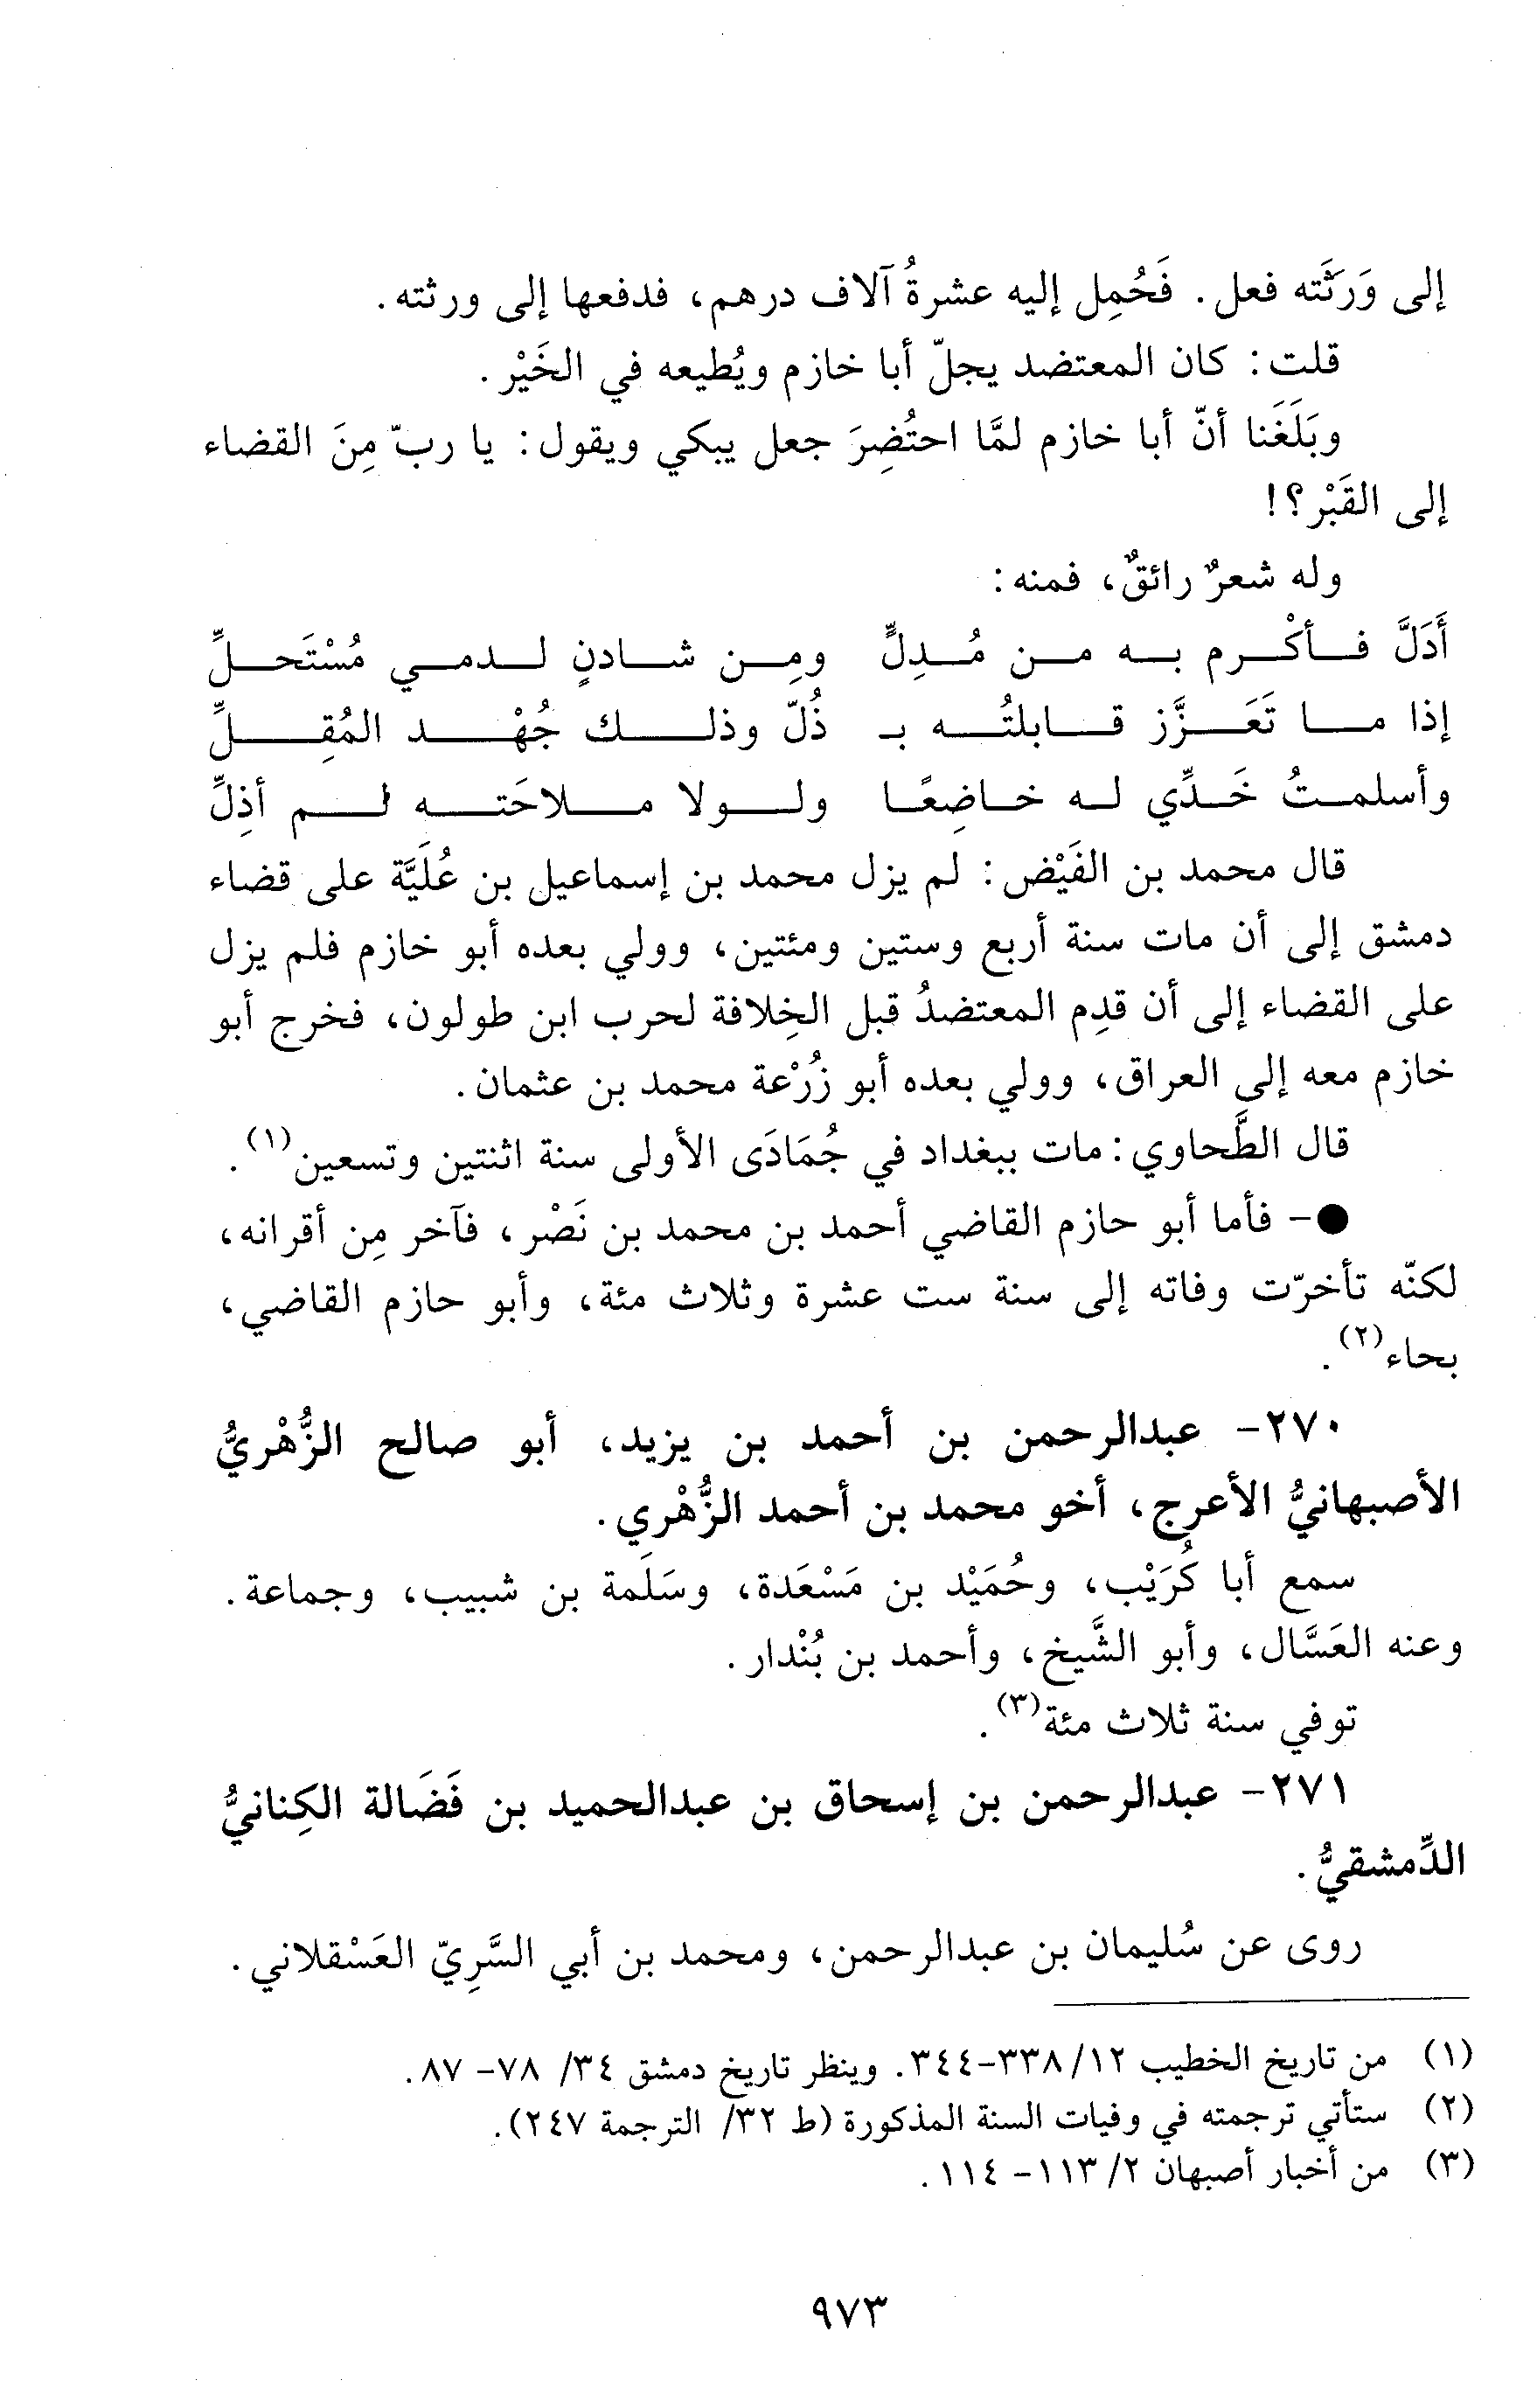 إلى وَرَثَته فعل. فَحُمِل إليه عشرةُ آلاف درهم، فدفعها إلى ورثته.
قلت: كان المعتضد يجلّ أبا خازم ويُطيعه في الخَيْر.
وبَلَغَنا أنّ أبا خازم لمَّا احتُضِرَ جعل يبكي ويقول: يا ربّ مِنَ القضاء
إلى القَبْر؟!
وله شعرٌ رائقٌ، فمنه:
أَدَلَّ فأكْرم به من مُدِلٍّ ومِن شادنٍ لدمي مُسْتَحلِّ
إذا ما تَعَزَّز قابلتُه بـ ذُلّ وذلك جُهْد المُقِلِّ
وأسلمتُ خَدِّي له خاضِعًا ولولا ملاحَته لم أذِلِّ
قال محمد بن الفَيْض: لم يزل محمد بن إسماعيل بن عُلَيَّة على قضاء
دمشق إلى أن مات سنة أربع وستين ومئتين، وولي بعده أبو خازم فلم يزل
على القضاء إلى أن قدِم المعتضدُ قبل الخِلافة لحرب ابن طولون، فخرج أبو
خازم معه إلى العراق، وولي بعده أبو زُرْعة محمد بن عثمان.
قال الطَّحاوي: مات ببغداد في جُمَادَى الأولى سنة اثنتين وتسعين(١).
●- فأما أبو حازم القاضي أحمد بن محمد بن نَصْر، فآخر مِن أقرانه،
لكنّه تأخرّت وفاته إلى سنة ست عشرة وثلاث مئة، وأبو حازم القاضي،
بحاء(٢).
٢٧٠- عبدالرحمن بن أحمد بن يزيد، أبو صالح الزُّهْريُّ
الأصبهانيُّ الأعرج، أخو محمد بن أحمد الزُّهْري.
سمع أبا كُرَيْب، وحُمَيْد بن مَسْعَدة، وسَلَمة بن شبيب، وجماعة.
وعنه العَسَّال، وأبو الشَّيخ، وأحمد بن بُنْدار.
توفي سنة ثلاث مئة(٣).
٢٧١- عبدالرحمن بن إسحاق بن عبدالحميد بن فَضَالة الكِنانيُّ
الدِّمشقيُّ.
روى عن سُليمان بن عبدالرحمن، ومحمد بن أبي السَّرِيّ العَسْقلاني.
(١) من تاريخ الخطيب ١٢/ ٣٣٨-٣٤٤. وينظر تاريخ دمشق ٣٤/ ٧٨- ٨٧.
(٢) ستأتي ترجمته في وفيات السنة المذكورة (ط ٣٢/ الترجمة ٢٤٧).
(٣) من أخبار أصبهان ٢/ ١١٣- ١١٤.
٩٧٣